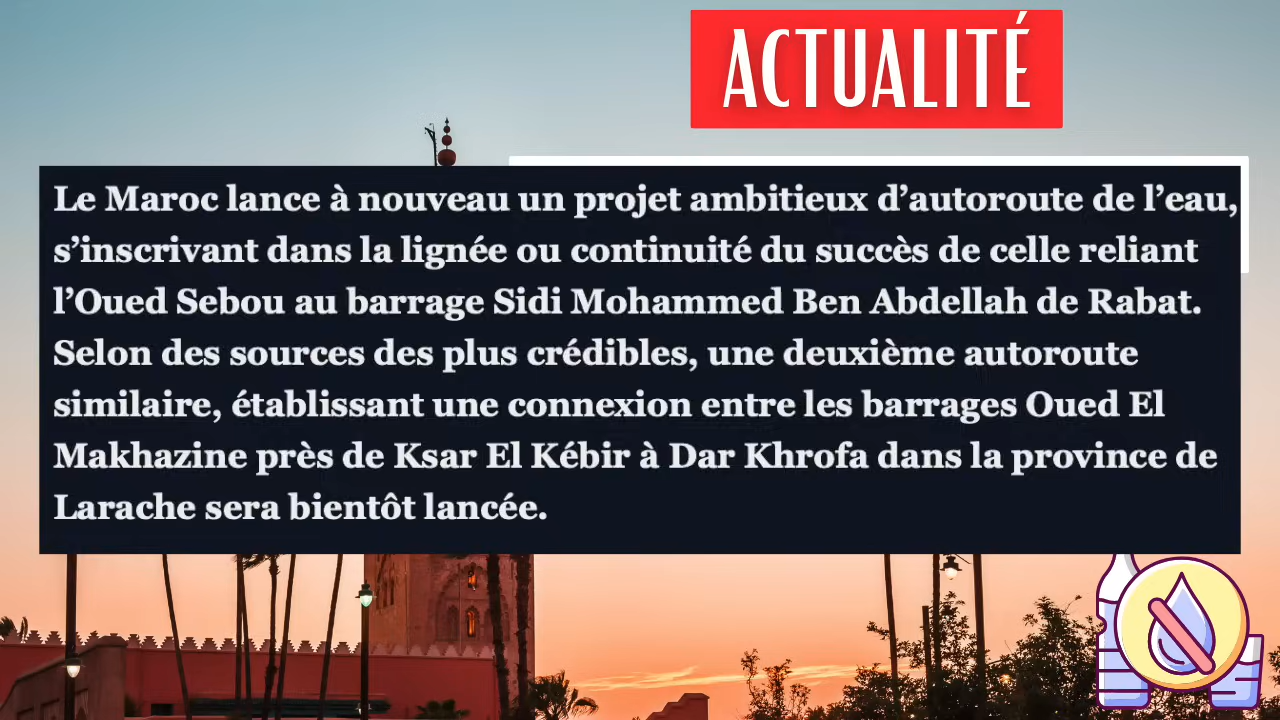 ACTUALITÉ
Le Maroc lance à nouveau un projet ambitieux d’autoroute de l’eau,
s’inscrivant dans la lignée ou continuité du succès de celle reliant
l’Oued Sebou au barrage Sidi Mohammed Ben Abdellah de Rabat.
Selon des sources des plus crédibles, une deuxième autoroute
similaire, établissant une connexion entre les barrages Oued El
Makhazine près de Ksar El Kébir à Dar Khrofa dans la province de
Larache sera bientôt lancée.